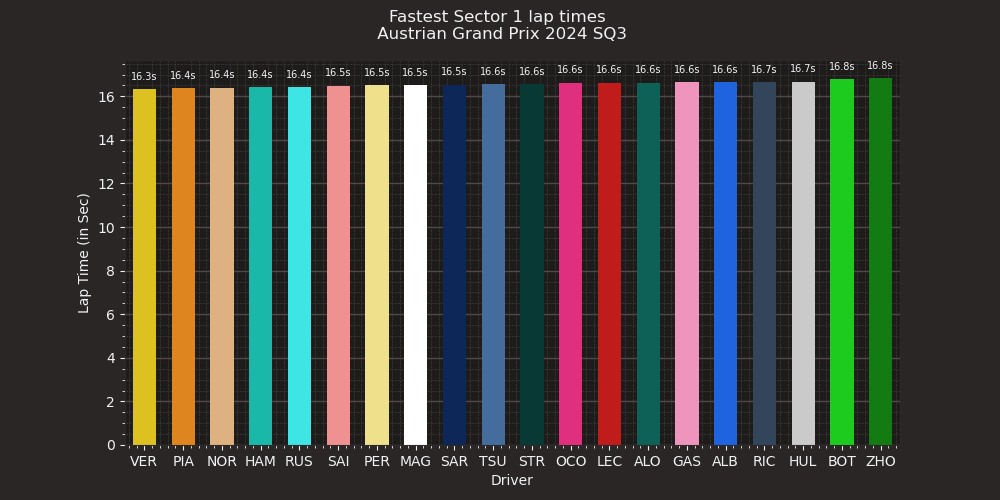 Fastest Sector 1 lap times
Austrian Grand Prix 2024 SQ3
16.3s 16.4s 16.4s 16.4s 16.4s 16.5s 16.5s 16.5s 16.5s 16.6s 16.6s 16.6s 16.6s 16.6s 16.6s 16.6s 16.7s 16.7s 16.8s 16.8s
16
14
12
10
8
6
4
2
0
Lap Time (in Sec)
VER PIA NOR HAM RUS SAI PER MAG SAR TSU STR OCO LEC ALO GAS ALB RIC HUL BOT ZHO
Driver